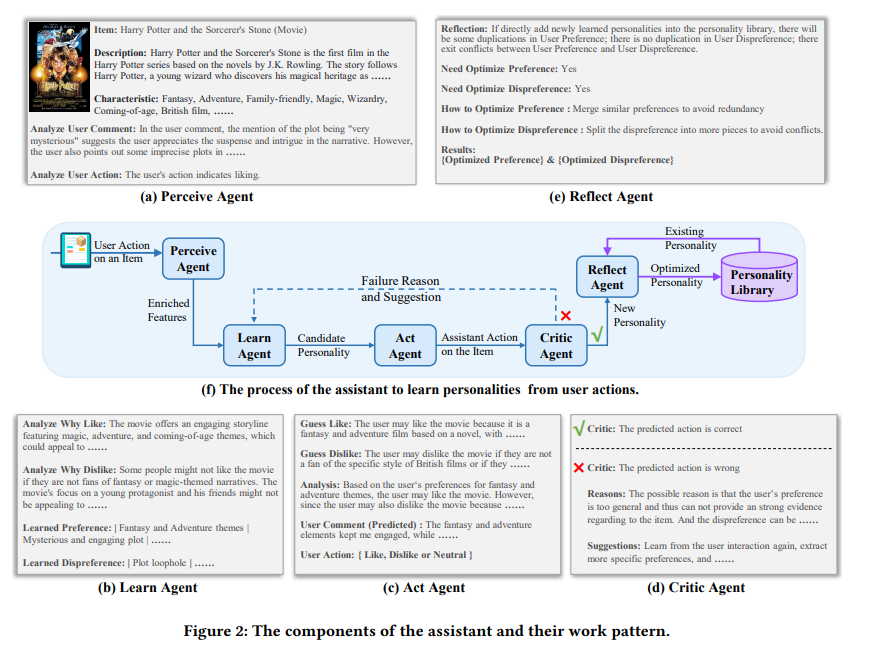 Item: Harry Potter and the Sorcerer's Stone (Movie)
Description: Harry Potter and the Sorcerer's Stone is the first film in the
Harry Potter series based on the novels by J.K. Rowling. The story follows
Harry Potter, a young wizard who discovers his magical heritage as ......
Characteristic: Fantasy, Adventure, Family-friendly, Magic, Wizardry,
Coming-of-age, British film, ......
Analyze User Comment: In the user comment, the mention of the plot being "very
mysterious" suggests the user appreciates the suspense and intrigue in the narrative. However,
the user also points out some imprecise plots in ......
Analyze User Action: The user's action indicates liking.
(a) Perceive Agent
Reflection: If directly add newly learned personalities into the personality library, there will
be some duplications in User Preference; there is no duplication in User Dispreference; there
exit conflicts between User Preference and User Dispreference.
Need Optimize Preference: Yes
Need Optimize Dispreference: Yes
How to Optimize Preference : Merge similar preferences to avoid redundancy
How to Optimize Dispreference : Split the dispreference into more pieces to avoid conflicts.
Results:
{Optimized Preference} & {Optimized Dispreference}
(e) Reflect Agent
User Action
on an Item
Perceive
Agent
Enriched
Features
Learn
Agent
Candidate
Personality
Act
Agent
Assistant Action
on the Item
Critic
Agent
Failure Reason
and Suggestion
New
Personality
Reflect
Agent
Existing
Personality
Optimized
Personality
Personality
Library
(f) The process of the assistant to learn personalities from user actions.
Analyze Why Like: The movie offers an engaging storyline
featuring magic, adventure, and coming-of-age themes, which
could appeal to ......
Analyze Why Dislike: Some people might not like the movie
if they are not fans of fantasy or magic-themed narratives. The
movie's focus on a young protagonist and his friends might not
be appealing to ......
Learned Preference: | Fantasy and Adventure themes |
Mysterious and engaging plot | ......
Learned Dispreference: | Plot loophole | ......
(b) Learn Agent
Guess Like: The user may like the movie because it is a
fantasy and adventure film based on a novel, with ......
Guess Dislike: The user may dislike the movie if they are not
a fan of the specific style of British films or if they ......
Analysis: Based on the user's preferences for fantasy and
adventure themes, the user may like the movie. However,
since the user may also dislike the movie because ......
User Comment (Predicted) : The fantasy and adventure
elements kept me engaged, while ......
User Action: { Like, Dislike or Neutral }
(c) Act Agent
Critic: The predicted action is correct
Critic: The predicted action is wrong
Reasons: The possible reason is that the user's preference
is too general and thus can not provide an strong evidence
regarding to the item. And the dispreference can be ......
Suggestions: Learn from the user interaction again, extract
more specific preferences, and ......
(d) Critic Agent
Figure 2: The components of the assistant and their work pattern.